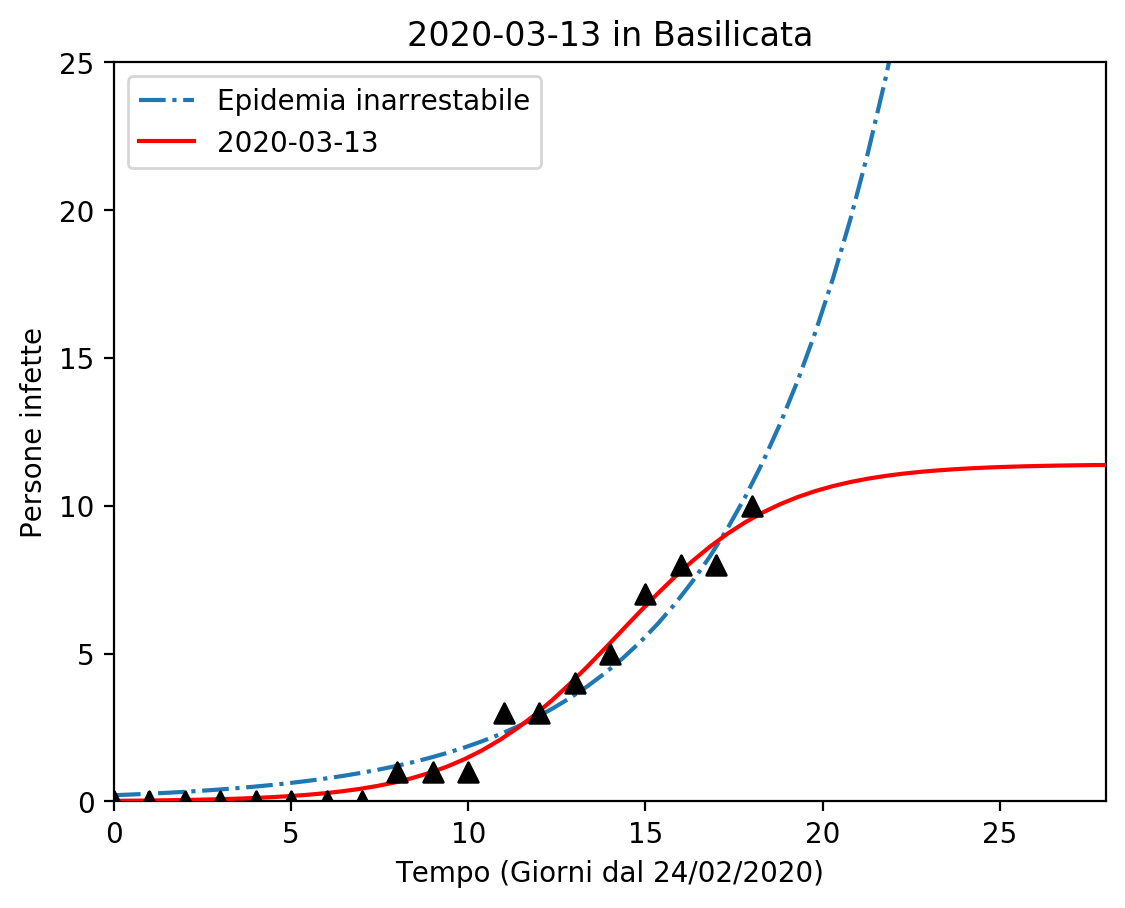 2020-03-13 in Basilicata
Epidemia inarrestabile
2020-03-13
25
20
15
10
5
0
Persone infette
0 5 10 15 20 25
Tempo (Giorni dal 24/02/2020)